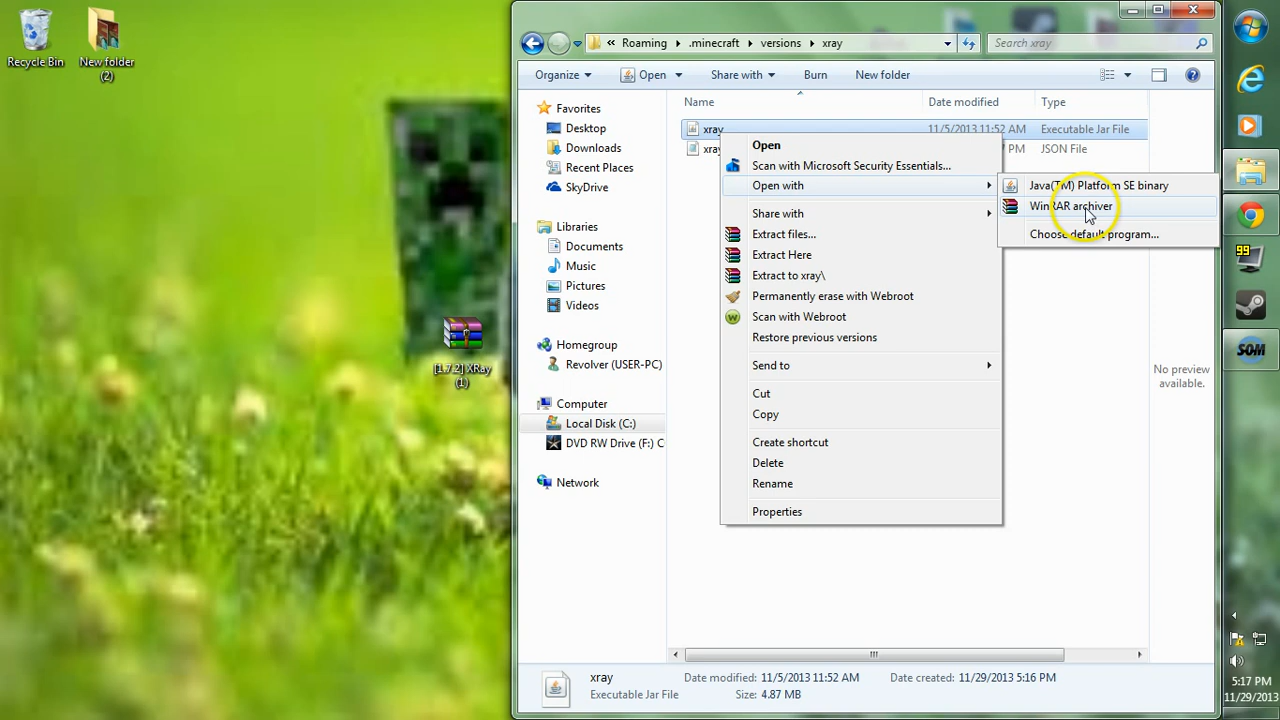 Recycle Bin
New folder
(2)
[1.7.2] XRay
(1)
« Roaming ▸ .minecraft ▸ versions ▸ xray
Search xray
Organize
Open
Share with
Burn
New folder
Favorites
Desktop
Downloads
Recent Places
SkyDrive
Libraries
Documents
Music
Pictures
Videos
Homegroup
Revolver (USER-PC)
Computer
Local Disk (C:)
DVD RW Drive (F:) C
Network
Name
Date modified
Type
xray
11/5/2013 11:52 AM
Executable Jar File
xray
PM
JSON File
Open
Scan with Microsoft Security Essentials...
Open with
Share with
Extract files...
Extract Here
Extract to xray\
Permanently erase with Webroot
Scan with Webroot
Restore previous versions
Send to
Cut
Copy
Create shortcut
Delete
Rename
Properties
Java(TM) Platform SE binary
WinRAR archiver
Choose default program...
No preview
available.
xray
Executable Jar File
Date modified: 11/5/2013 11:52 AM
Size: 4.87 MB
Date created: 11/29/2013 5:16 PM
99
SOM
5:17 PM
11/29/2013